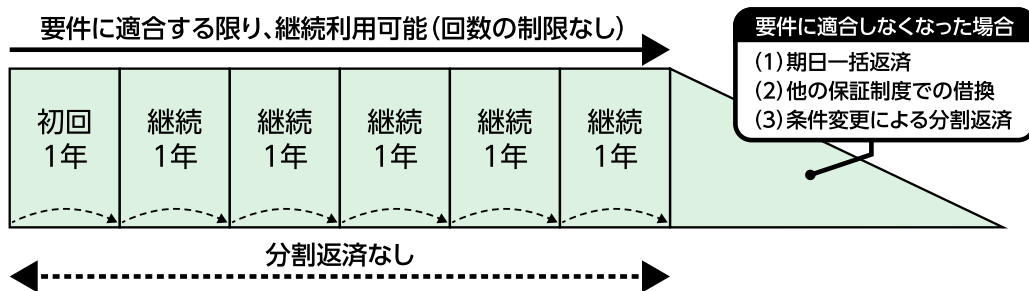 要件に適合する限り、継続利用可能(回数の制限なし)
要件に適合しなくなった場合
(1)期日一括返済
(2)他の保証制度での借換
(3)条件変更による分割返済
初回
1年
継続
1年
継続
1年
継続
1年
継続
1年
継続
1年
分割返済なし